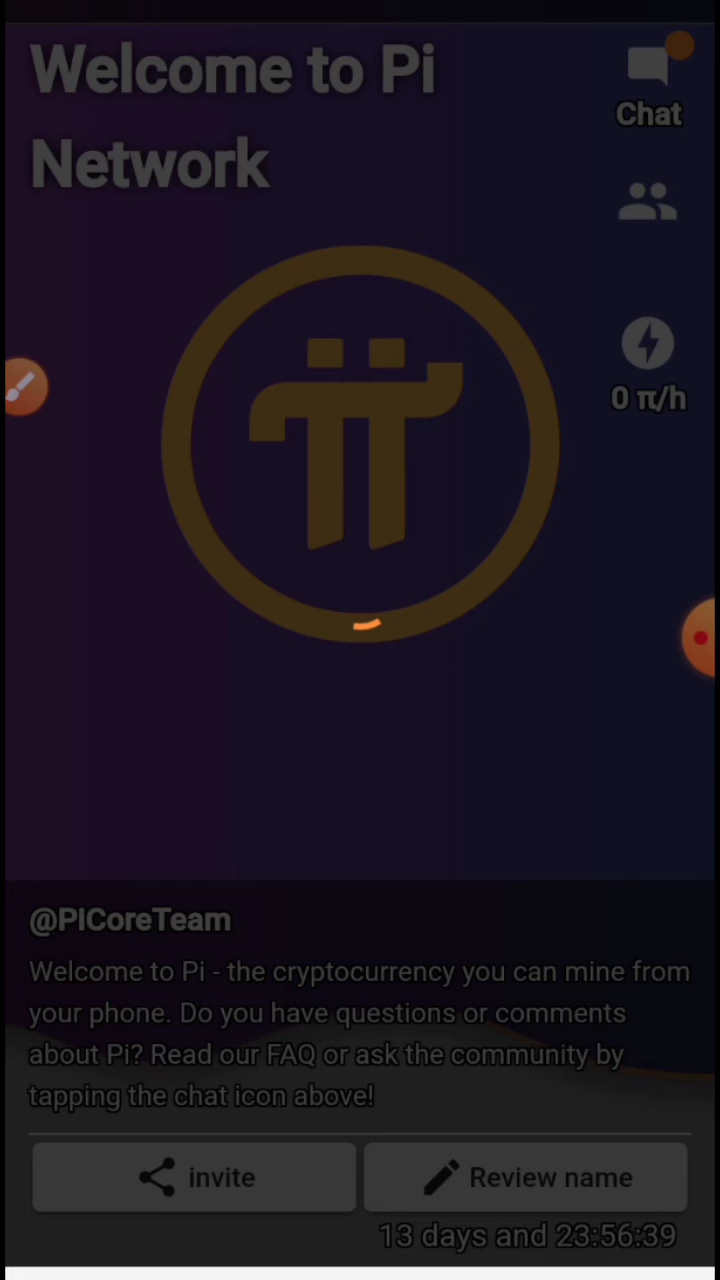 Welcome to Pi
Network
Chat
0 π/h
@PICoreTeam
Welcome to Pi - the cryptocurrency you can mine from
your phone. Do you have questions or comments
about Pi? Read our FAQ or ask the community by
tapping the chat icon above!
invite
Review name
13 days and 23:56:39